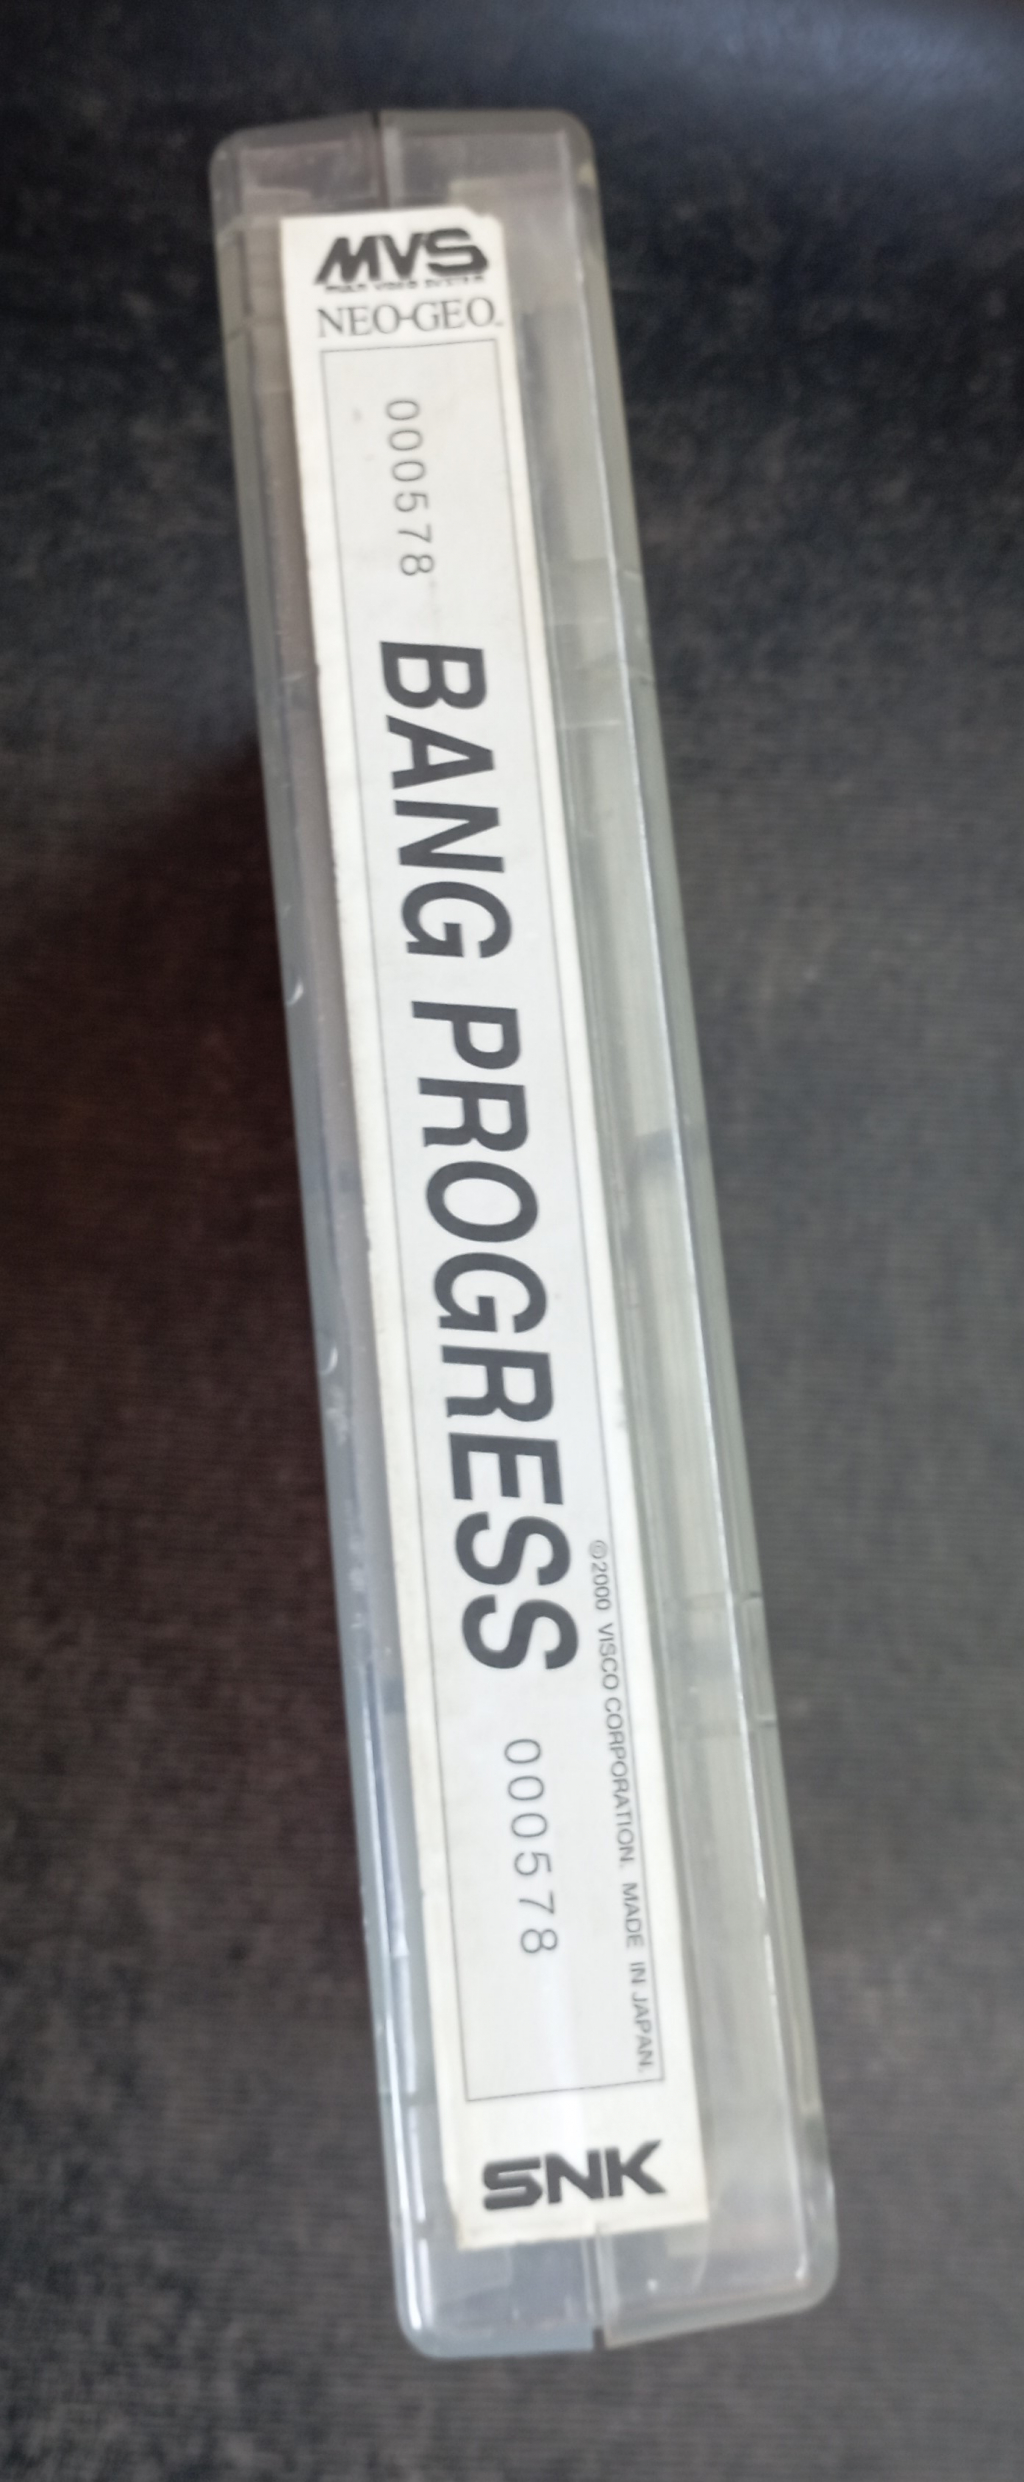 MVS
MULTI VIDEO SYSTEM
NEO-GEO
000578 BANG PROGRESS 000578
©2000 VISCO CORPORATION. MADE IN JAPAN.
SNK